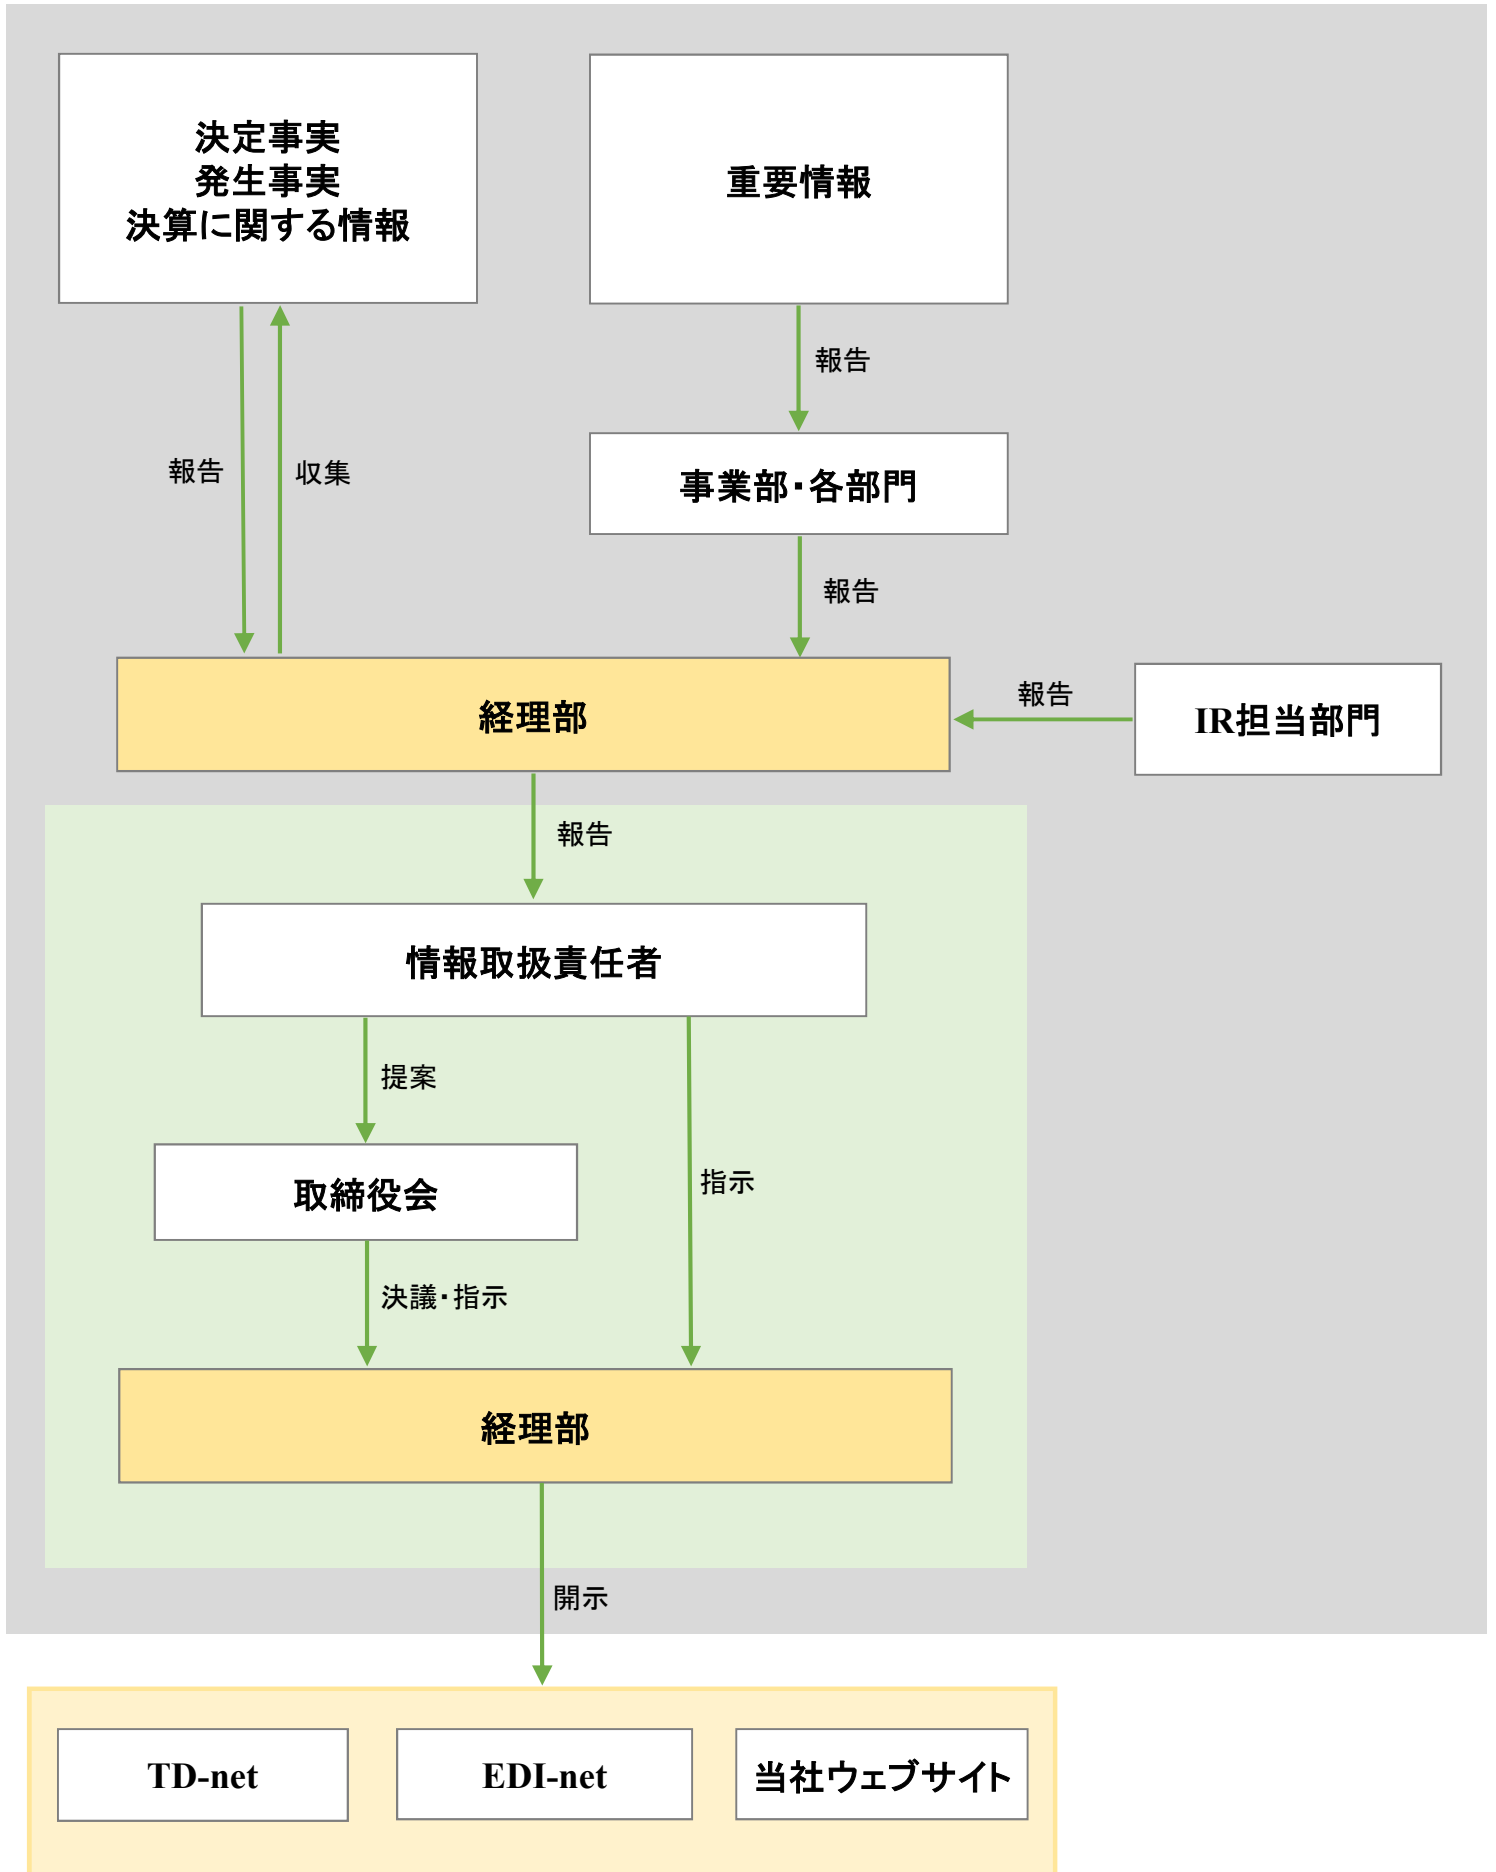 決定事実
発生事実
決算に関する情報
重要情報
報告
報告
収集
事業部・各部門
報告
経理部
報告
IR担当部門
報告
情報取扱責任者
提案
指示
取締役会
決議・指示
経理部
開示
TD-net
EDI-net
当社ウェブサイト